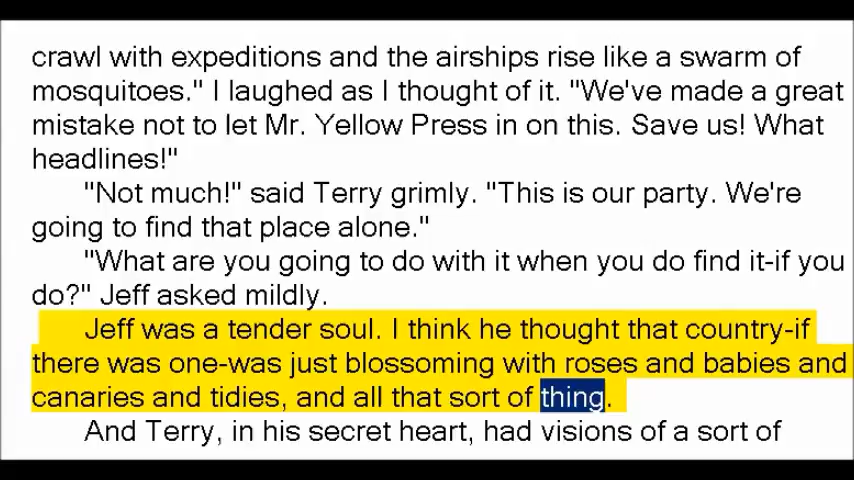 crawl with expeditions and the airships rise like a swarm of
mosquitoes." I laughed as I thought of it. "We've made a great
mistake not to let Mr. Yellow Press in on this. Save us! What
headlines!"
"Not much!" said Terry grimly. "This is our party. We're
going to find that place alone."
"What are you going to do with it when you do find it-if you
do?" Jeff asked mildly.
Jeff was a tender soul. I think he thought that country-if
there was one-was just blossoming with roses and babies and
canaries and tidies, and all that sort of thing.
And Terry, in his secret heart, had visions of a sort of